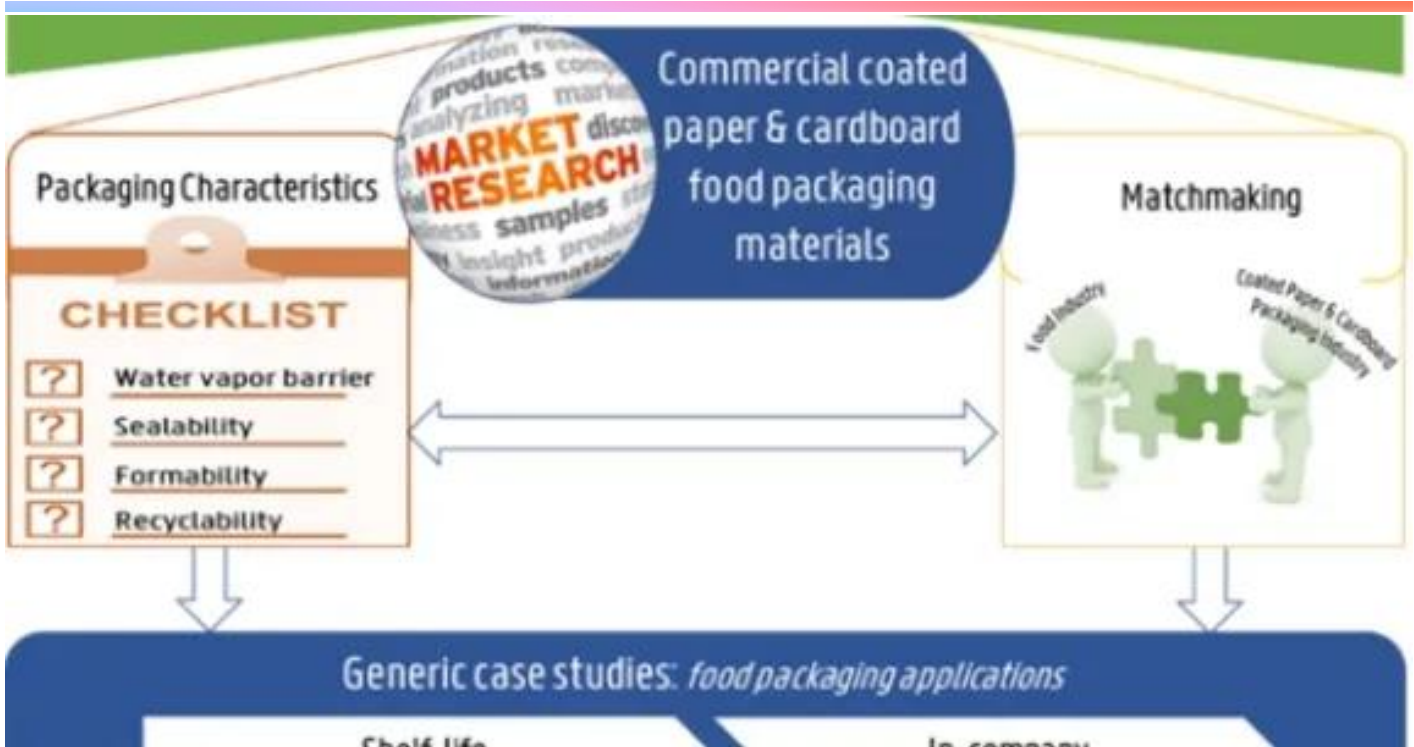 Commercial coated
paper & cardboard
food packaging
materials
products
analyzing
MARKET
RESEARCH
samples
insight
information
Packaging Characteristics
CHECKLIST
? Water vapor barrier
? Sealability
? Formability
? Recyclability
Matchmaking
Food Industry
Coated Paper & Cardboard
Packaging Industry
Generic case studies: food packaging applications